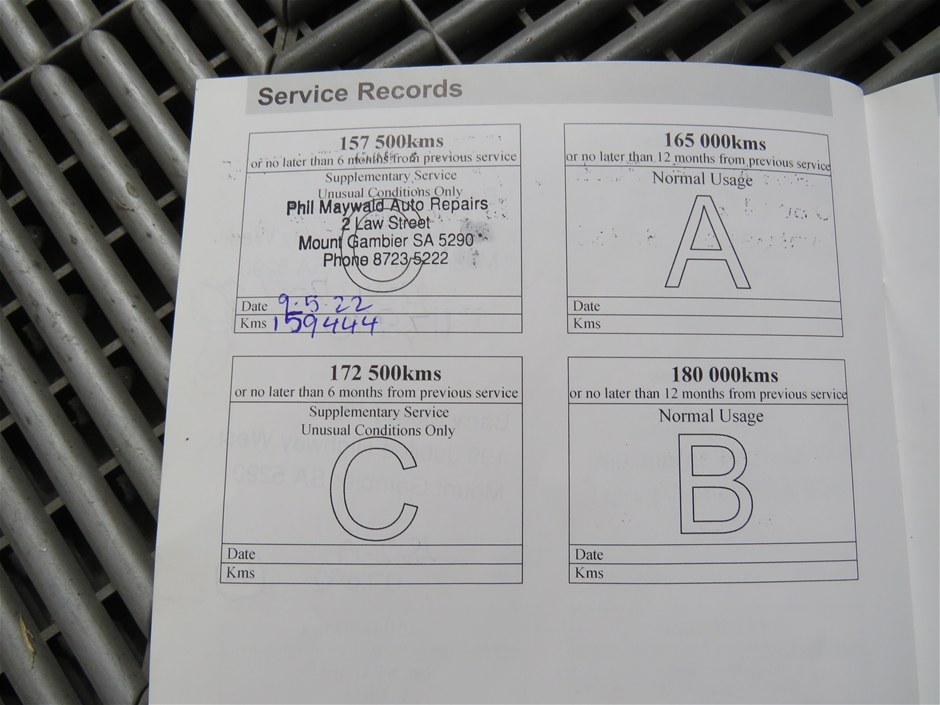 Service Records
157 500kms
or no later than 6 months from previous service
Supplementary Service
Unusual Conditions Only
C
Phil Maywald Auto Repairs
2 Law Street
Mount Gambier SA 5290
Phone 8723 5222
Date 9.5.22
Kms 159444
165 000kms
or no later than 12 months from previous service
Normal Usage
A
Date
Kms
172 500kms
or no later than 6 months from previous service
Supplementary Service
Unusual Conditions Only
C
Date
Kms
180 000kms
or no later than 12 months from previous service
Normal Usage
B
Date
Kms